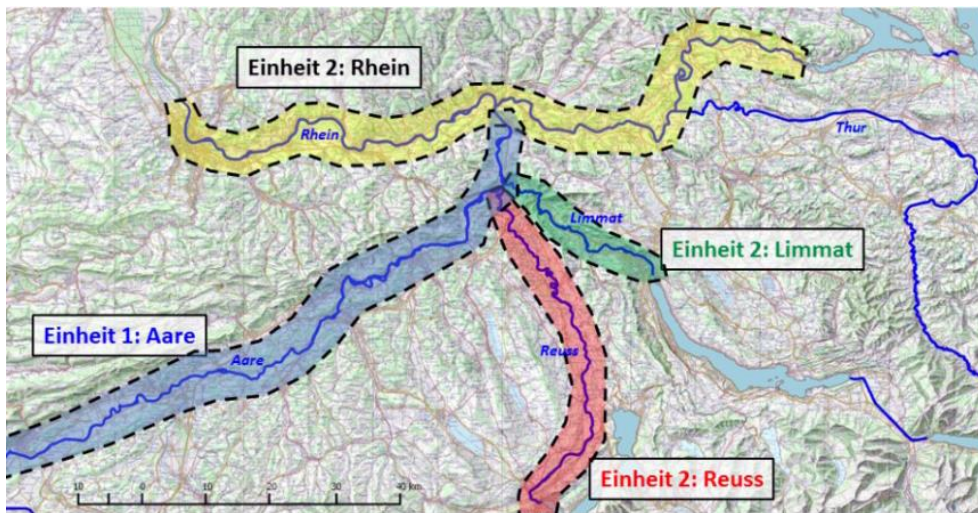 Einheit 2: Rhein
Rhein
Thur
Limmat
Einheit 2: Limmat
Einheit 1: Aare
Aare
Reuss
Einheit 2: Reuss
10 0 10 20 30 40 km